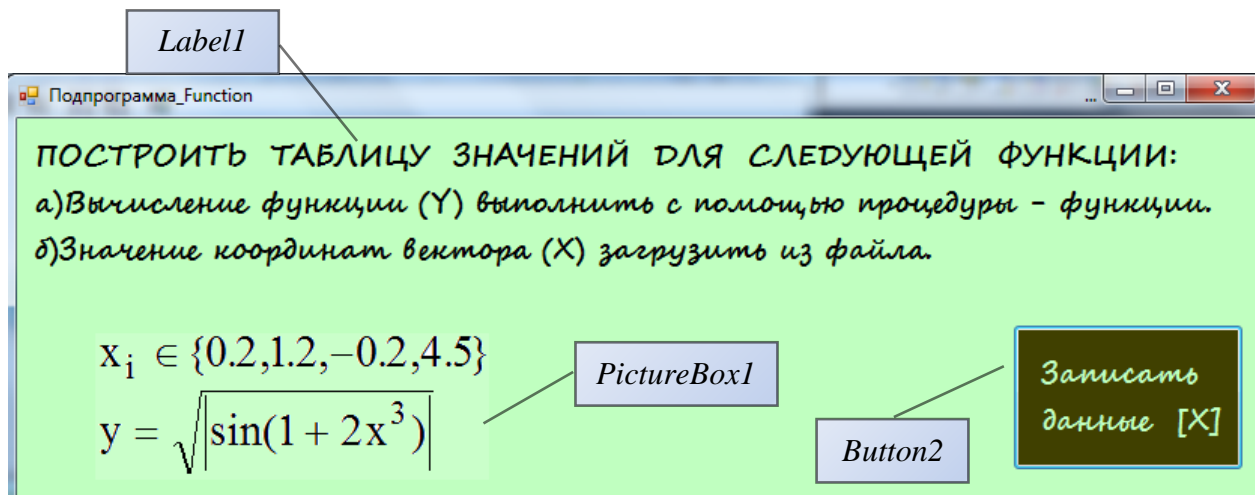 Label1
Подпрограмма_Function
...
ПОСТРОИТЬ ТАБЛИЦУ ЗНАЧЕНИЙ ДЛЯ СЛЕДУЮЩЕЙ ФУНКЦИИ:
а)Вычисление функции (Y) выполнить с помощью процедуры - функции.
б)Значение координат вектора (X) загрузить из файла.
xᵢ ∈ {0.2,1.2,−0.2,4.5}
y = √|sin(1 + 2x³)|
PictureBox1
Записать
данные [X]
Button2